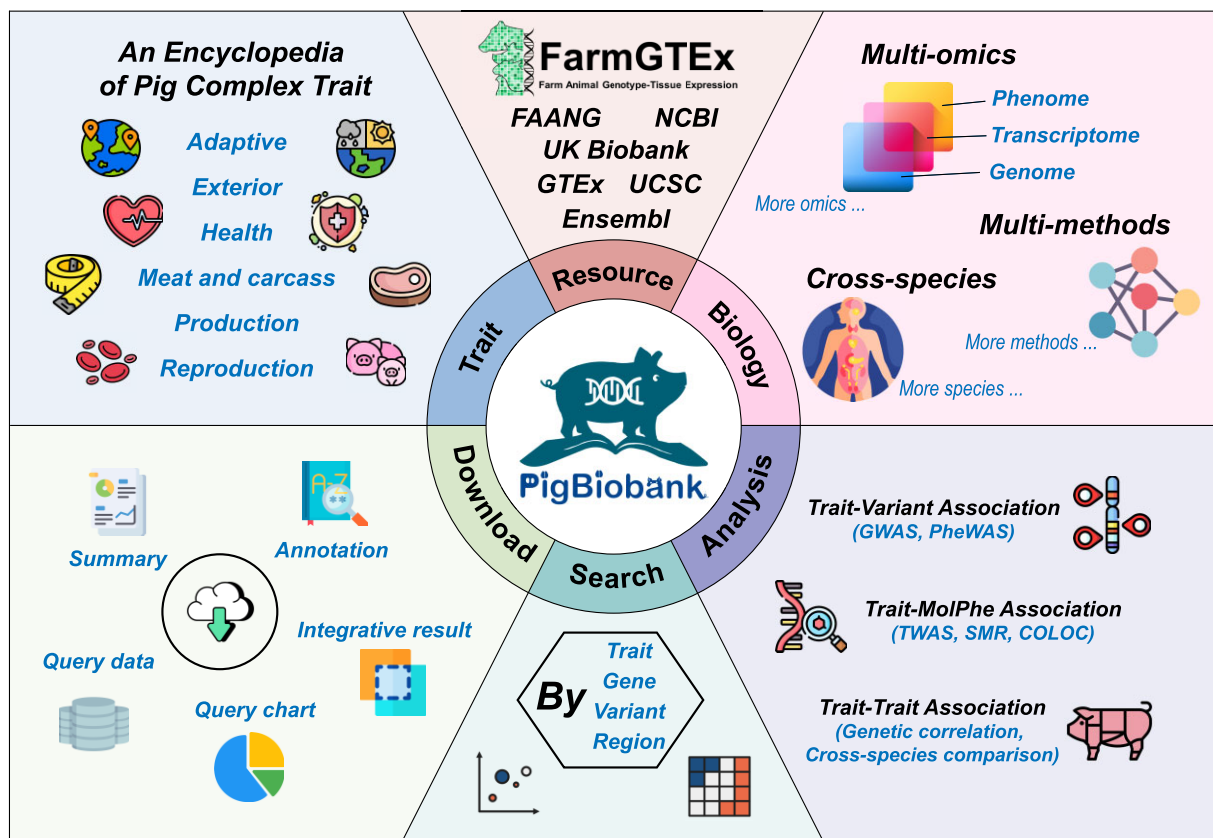 An Encyclopedia
of Pig Complex Trait
Adaptive
Exterior
Health
Meat and carcass
Production
Reproduction
FarmGTEx
Farm Animal Genotype-Tissue Expression
FAANG NCBI
UK Biobank
GTEx UCSC
Ensembl
Multi-omics
Phenome
Transcriptome
Genome
More omics ...
Multi-methods
More methods ...
Cross-species
More species ...
Trait
Resource
Biology
Download
Search
Analysis
PigBiobank
Summary
A-Z
Annotation
Integrative result
Query data
Query chart
By
Trait
Gene
Variant
Region
Trait-Variant Association
(GWAS, PheWAS)
Trait-MolPhe Association
(TWAS, SMR, COLOC)
Trait-Trait Association
(Genetic correlation,
Cross-species comparison)